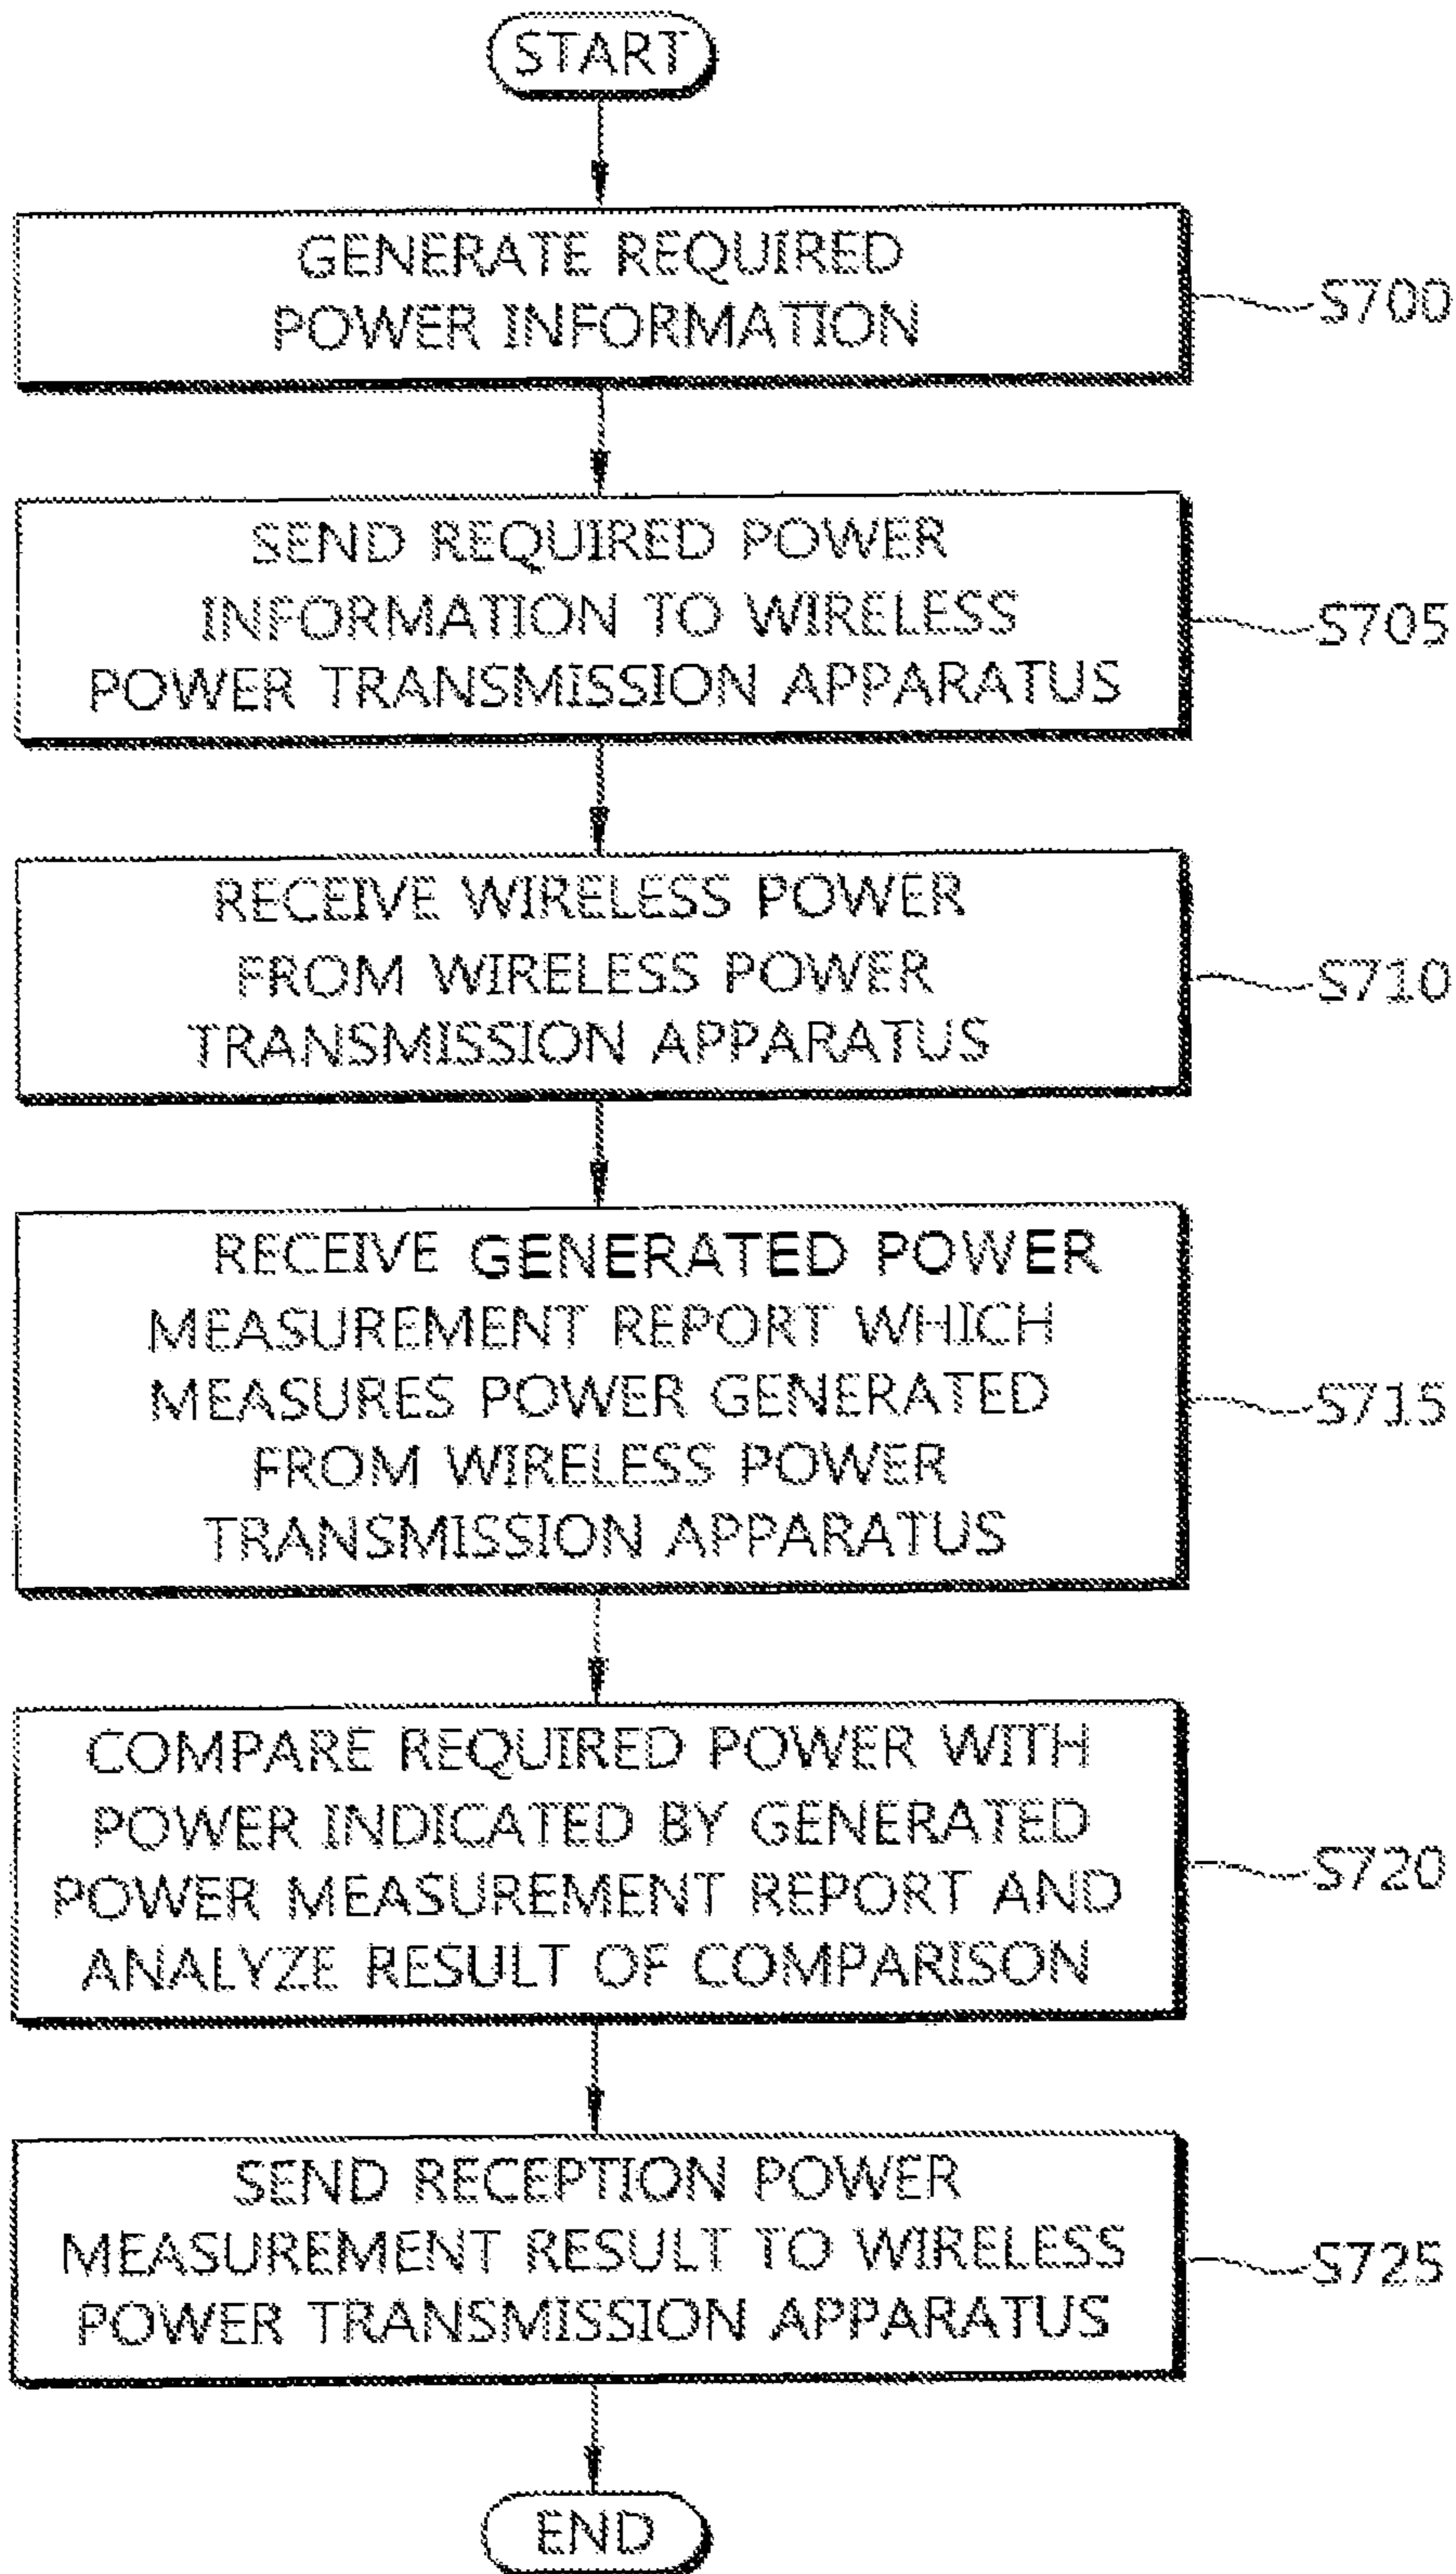 START
GENERATE REQUIRED
POWER INFORMATION
S700
SEND REQUIRED POWER
INFORMATION TO WIRELESS
POWER TRANSMISSION APPARATUS
S705
RECEIVE WIRELESS POWER
FROM WIRELESS POWER
TRANSMISSION APPARATUS
S710
RECEIVE GENERATED POWER
MEASUREMENT REPORT WHICH
MEASURES POWER GENERATED
FROM WIRELESS POWER
TRANSMISSION APPARATUS
S715
COMPARE REQUIRED POWER WITH
POWER INDICATED BY GENERATED
POWER MEASUREMENT REPORT AND
ANALYZE RESULT OF COMPARISON
S720
SEND RECEPTION POWER
MEASUREMENT RESULT TO WIRELESS
POWER TRANSMISSION APPARATUS
S725
END